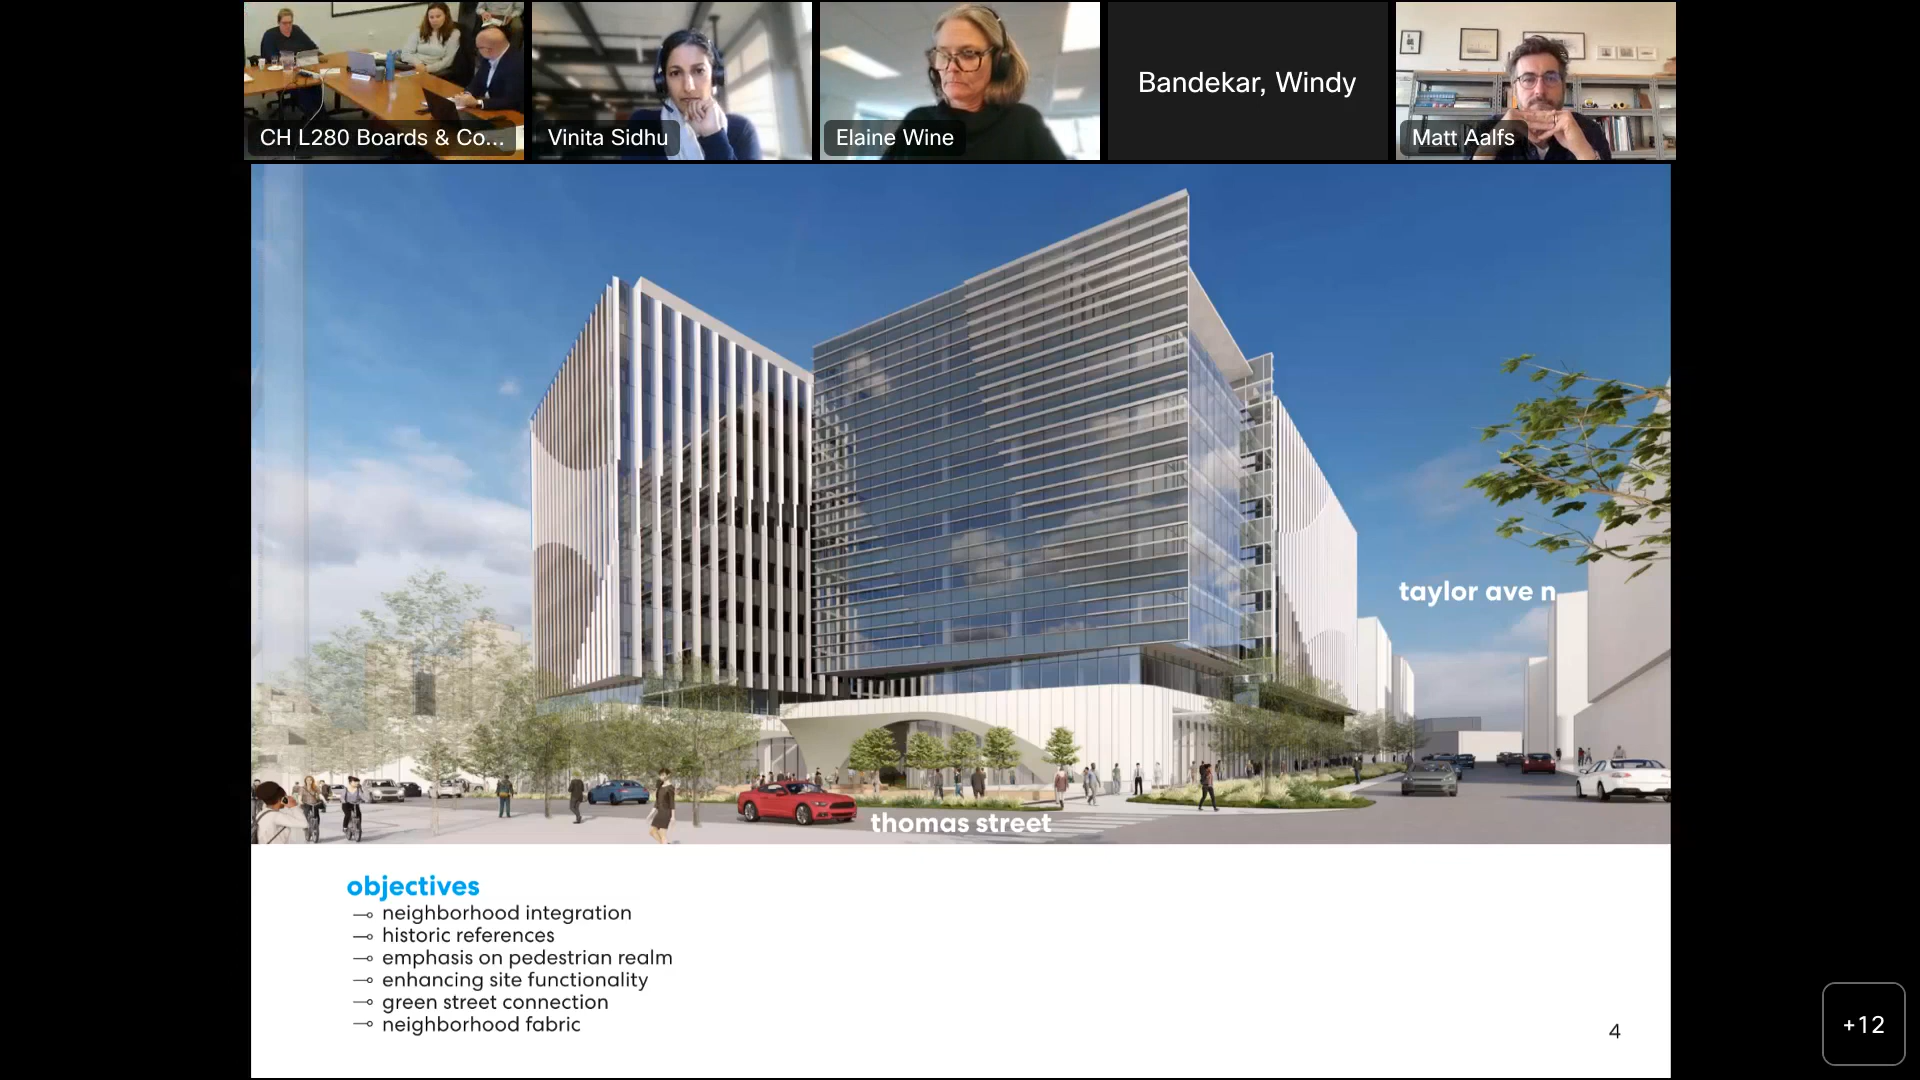 CH L280 Boards & Co...
Vinita Sidhu
Elaine Wine
Bandekar, Windy
Matt Aalfs
taylor ave n
thomas street
objectives
neighborhood integration
historic references
emphasis on pedestrian realm
enhancing site functionality
green street connection
neighborhood fabric
4
+12